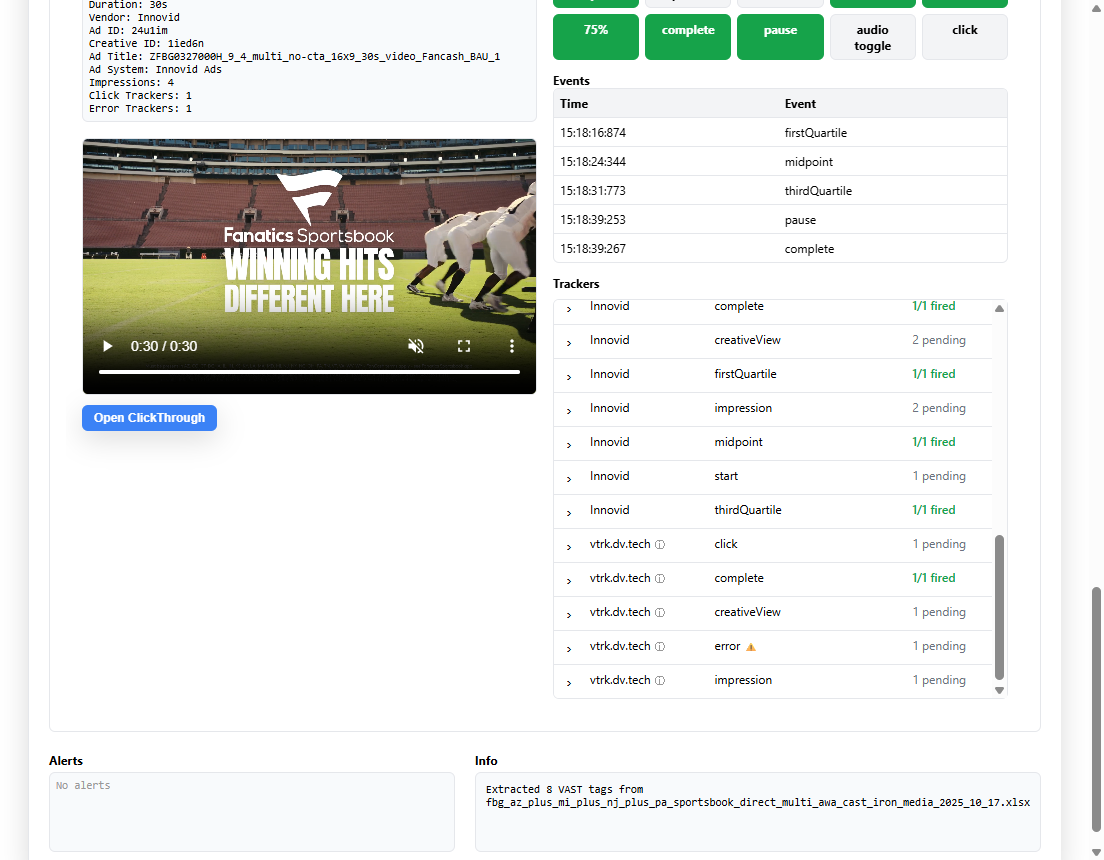 Duration: 30s
Vendor: Innovid
Ad ID: 24u1im
Creative ID: 1ied6n
Ad Title: ZFBG0327000H_9_4_multi_no-cta_16x9_30s_video_Fancash_BAU_1
Ad System: Innovid Ads
Impressions: 4
Click Trackers: 1
Error Trackers: 1
Fanatics Sportsbook
WINNING HITS
DIFFERENT HERE
0:30 / 0:30
Open ClickThrough
75%
complete
pause
audio
toggle
click
Events
Time Event
15:18:16:874 firstQuartile
15:18:24:344 midpoint
15:18:31:773 thirdQuartile
15:18:39:253 pause
15:18:39:267 complete
Trackers
Innovid complete 1/1 fired
Innovid creativeView 2 pending
Innovid firstQuartile 1/1 fired
Innovid impression 2 pending
Innovid midpoint 1/1 fired
Innovid start 1 pending
Innovid thirdQuartile 1/1 fired
vtrk.dv.tech ⓘ click 1 pending
vtrk.dv.tech ⓘ complete 1/1 fired
vtrk.dv.tech ⓘ creativeView 1 pending
vtrk.dv.tech ⓘ error ⚠ 1 pending
vtrk.dv.tech ⓘ impression 1 pending
Alerts
No alerts
Info
Extracted 8 VAST tags from
fbg_az_plus_mi_plus_nj_plus_pa_sportsbook_direct_multi_awa_cast_iron_media_2025_10_17.xlsx